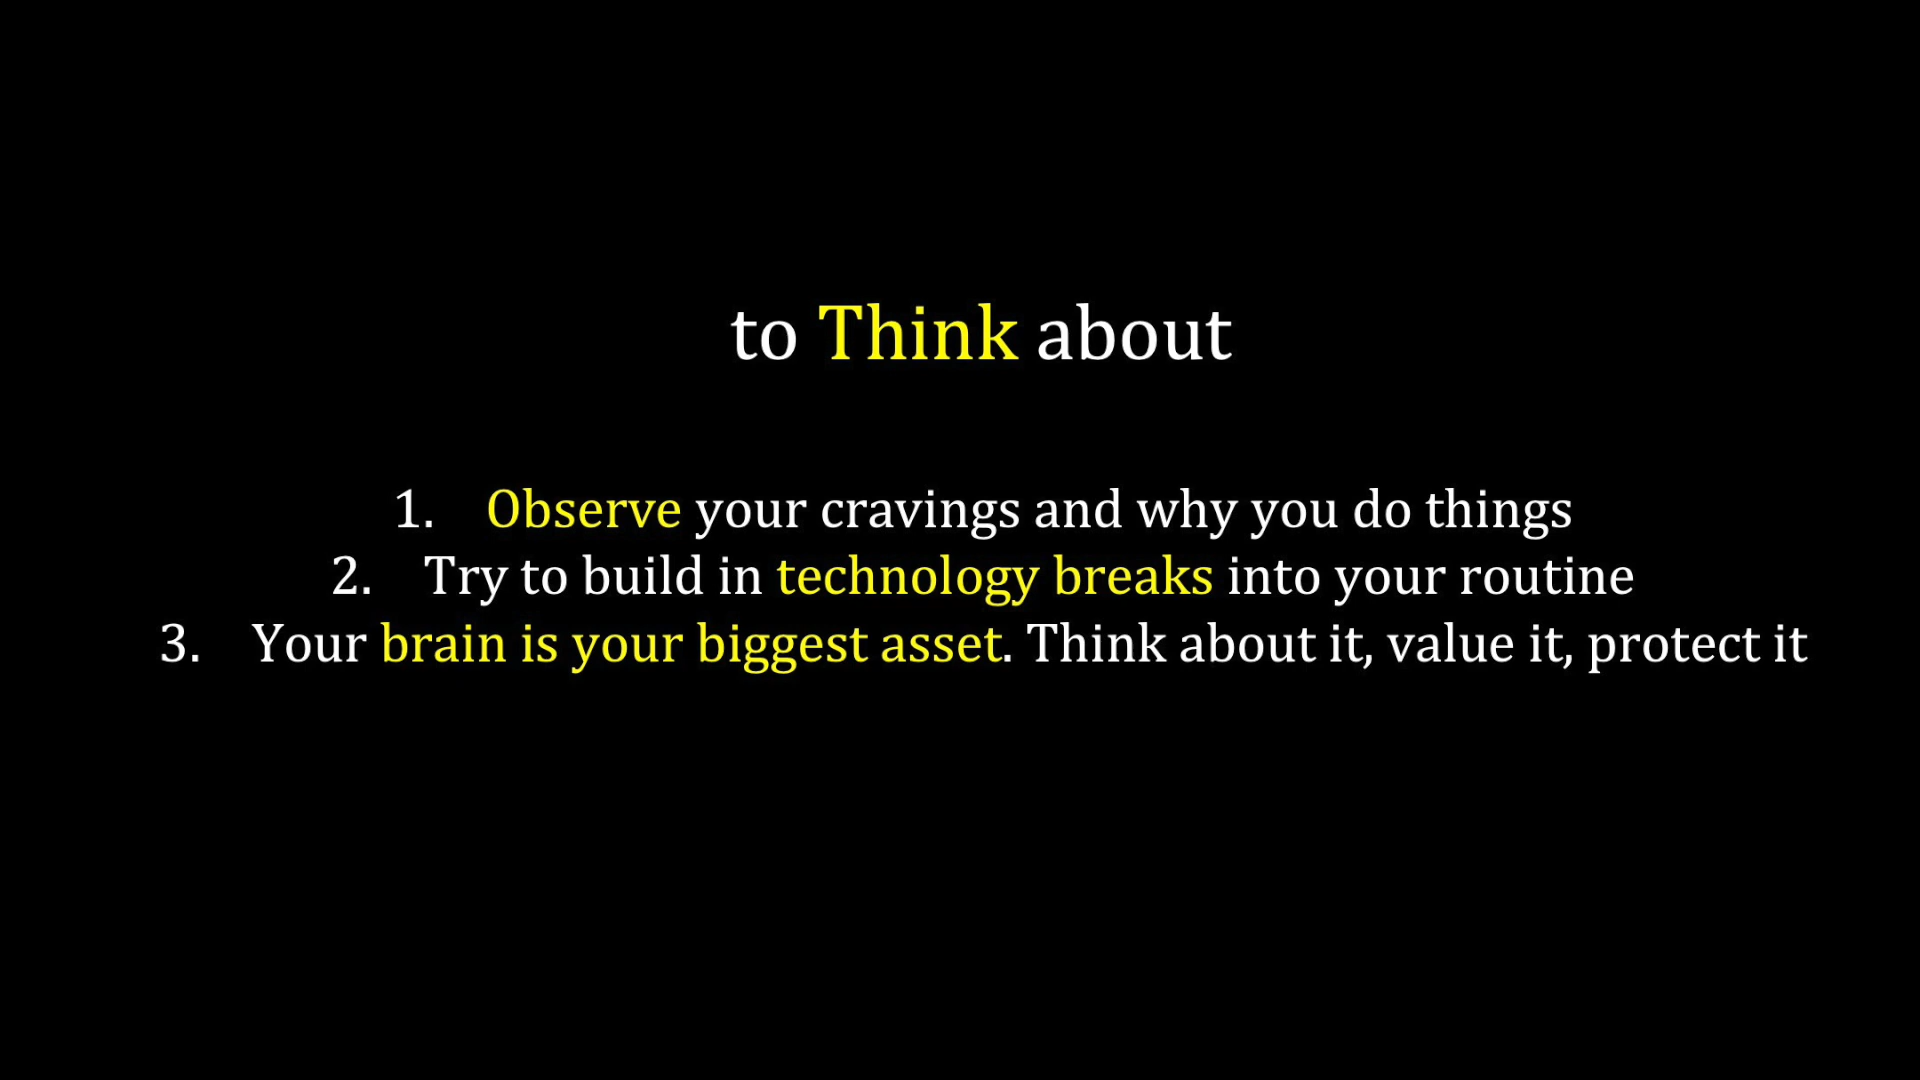 to Think about
1. Observe your cravings and why you do things
2. Try to build in technology breaks into your routine
3. Your brain is your biggest asset. Think about it, value it, protect it